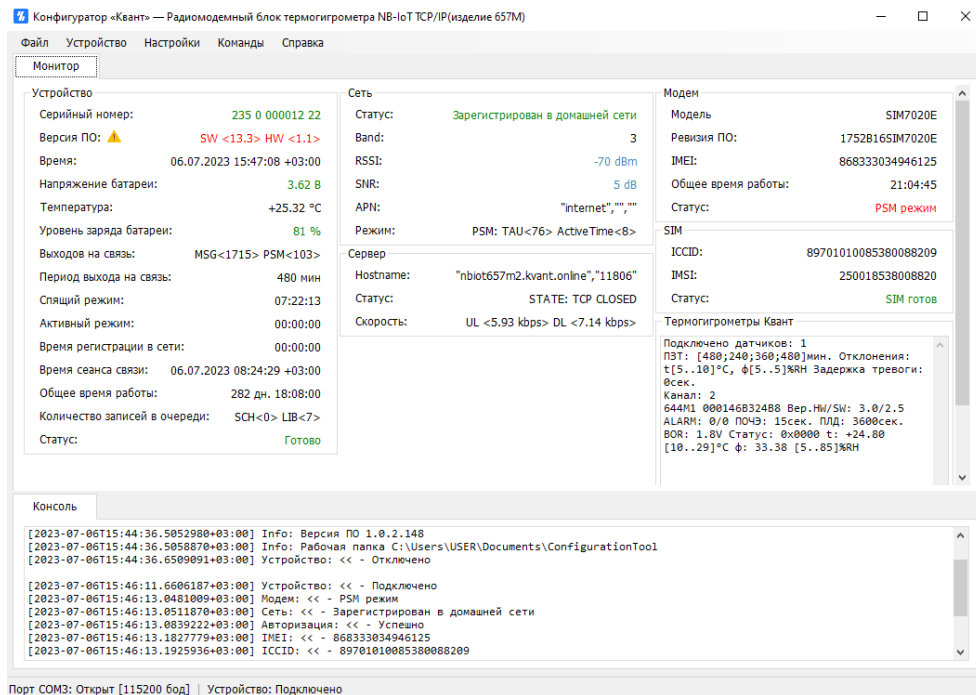 Конфигуратор «Квант» — Радиомодемный блок термогигрометра NB-IoT TCP/IP(изделие 657М)
Файл Устройство Настройки Команды Справка
Монитор
Устройство
Серийный номер: 235 0 000012 22
Версия ПО: SW <13.3> HW <1.1>
Время: 06.07.2023 15:47:08 +03:00
Напряжение батареи: 3.62 В
Температура: +25.32 °C
Уровень заряда батареи: 81 %
Выходов на связь: MSG<1715> PSM<103>
Период выхода на связь: 480 мин
Спящий режим: 07:22:13
Активный режим: 00:00:00
Время регистрации в сети: 00:00:00
Время сеанса связи: 06.07.2023 08:24:29 +03:00
Общее время работы: 282 дн. 18:08:00
Количество записей в очереди: SCH<0> LIB<7>
Статус: Готово
Сеть
Статус: Зарегистрирован в домашней сети
Band: 3
RSSI: -70 dBm
SNR: 5 dB
APN: "internet","",""
Режим: PSM: TAU<76> ActiveTime<8>
Сервер
Hostname: "nbiot657m2.kvant.online","11806"
Статус: STATE: TCP CLOSED
Скорость: UL <5.93 kbps> DL <7.14 kbps>
Модем
Модель SIM7020E
Ревизия ПО: 1752B16SIM7020E
IMEI: 868333034946125
Общее время работы: 21:04:45
Статус: PSM режим
SIM
ICCID: 89701010085380088209
IMSI: 250018538008820
Статус: SIM готов
Термогигрометры Квант
Подключено датчиков: 1
ПЗТ: [480;240;360;480]мин. Отклонения:
t[5..10]°C, ф[5..5]%RH Задержка тревоги:
0сек.
Канал: 2
644М1 000146B324B8 Вер.HW/SW: 3.0/2.5
ALARM: 0/0 ПОЧЭ: 15сек. ПЛД: 3600сек.
BOR: 1.8V Статус: 0x0000 t: +24.80
[10..29]°C ф: 33.38 [5..85]%RH
Консоль
[2023-07-06T15:44:36.5052980+03:00] Info: Версия ПО 1.0.2.148
[2023-07-06T15:44:36.5058870+03:00] Info: Рабочая папка C:\Users\USER\Documents\ConfigurationTool
[2023-07-06T15:44:36.6509091+03:00] Устройство: << - Отключено
[2023-07-06T15:46:11.6606187+03:00] Устройство: << - Подключено
[2023-07-06T15:46:13.0481009+03:00] Модем: << - PSM режим
[2023-07-06T15:46:13.0511870+03:00] Сеть: << - Зарегистрирован в домашней сети
[2023-07-06T15:46:13.0839222+03:00] Авторизация: << - Успешно
[2023-07-06T15:46:13.1827779+03:00] IMEI: << - 868333034946125
[2023-07-06T15:46:13.1925936+03:00] ICCID: << - 89701010085380088209
Порт COM3: Открыт [115200 бод] | Устройство: Подключено